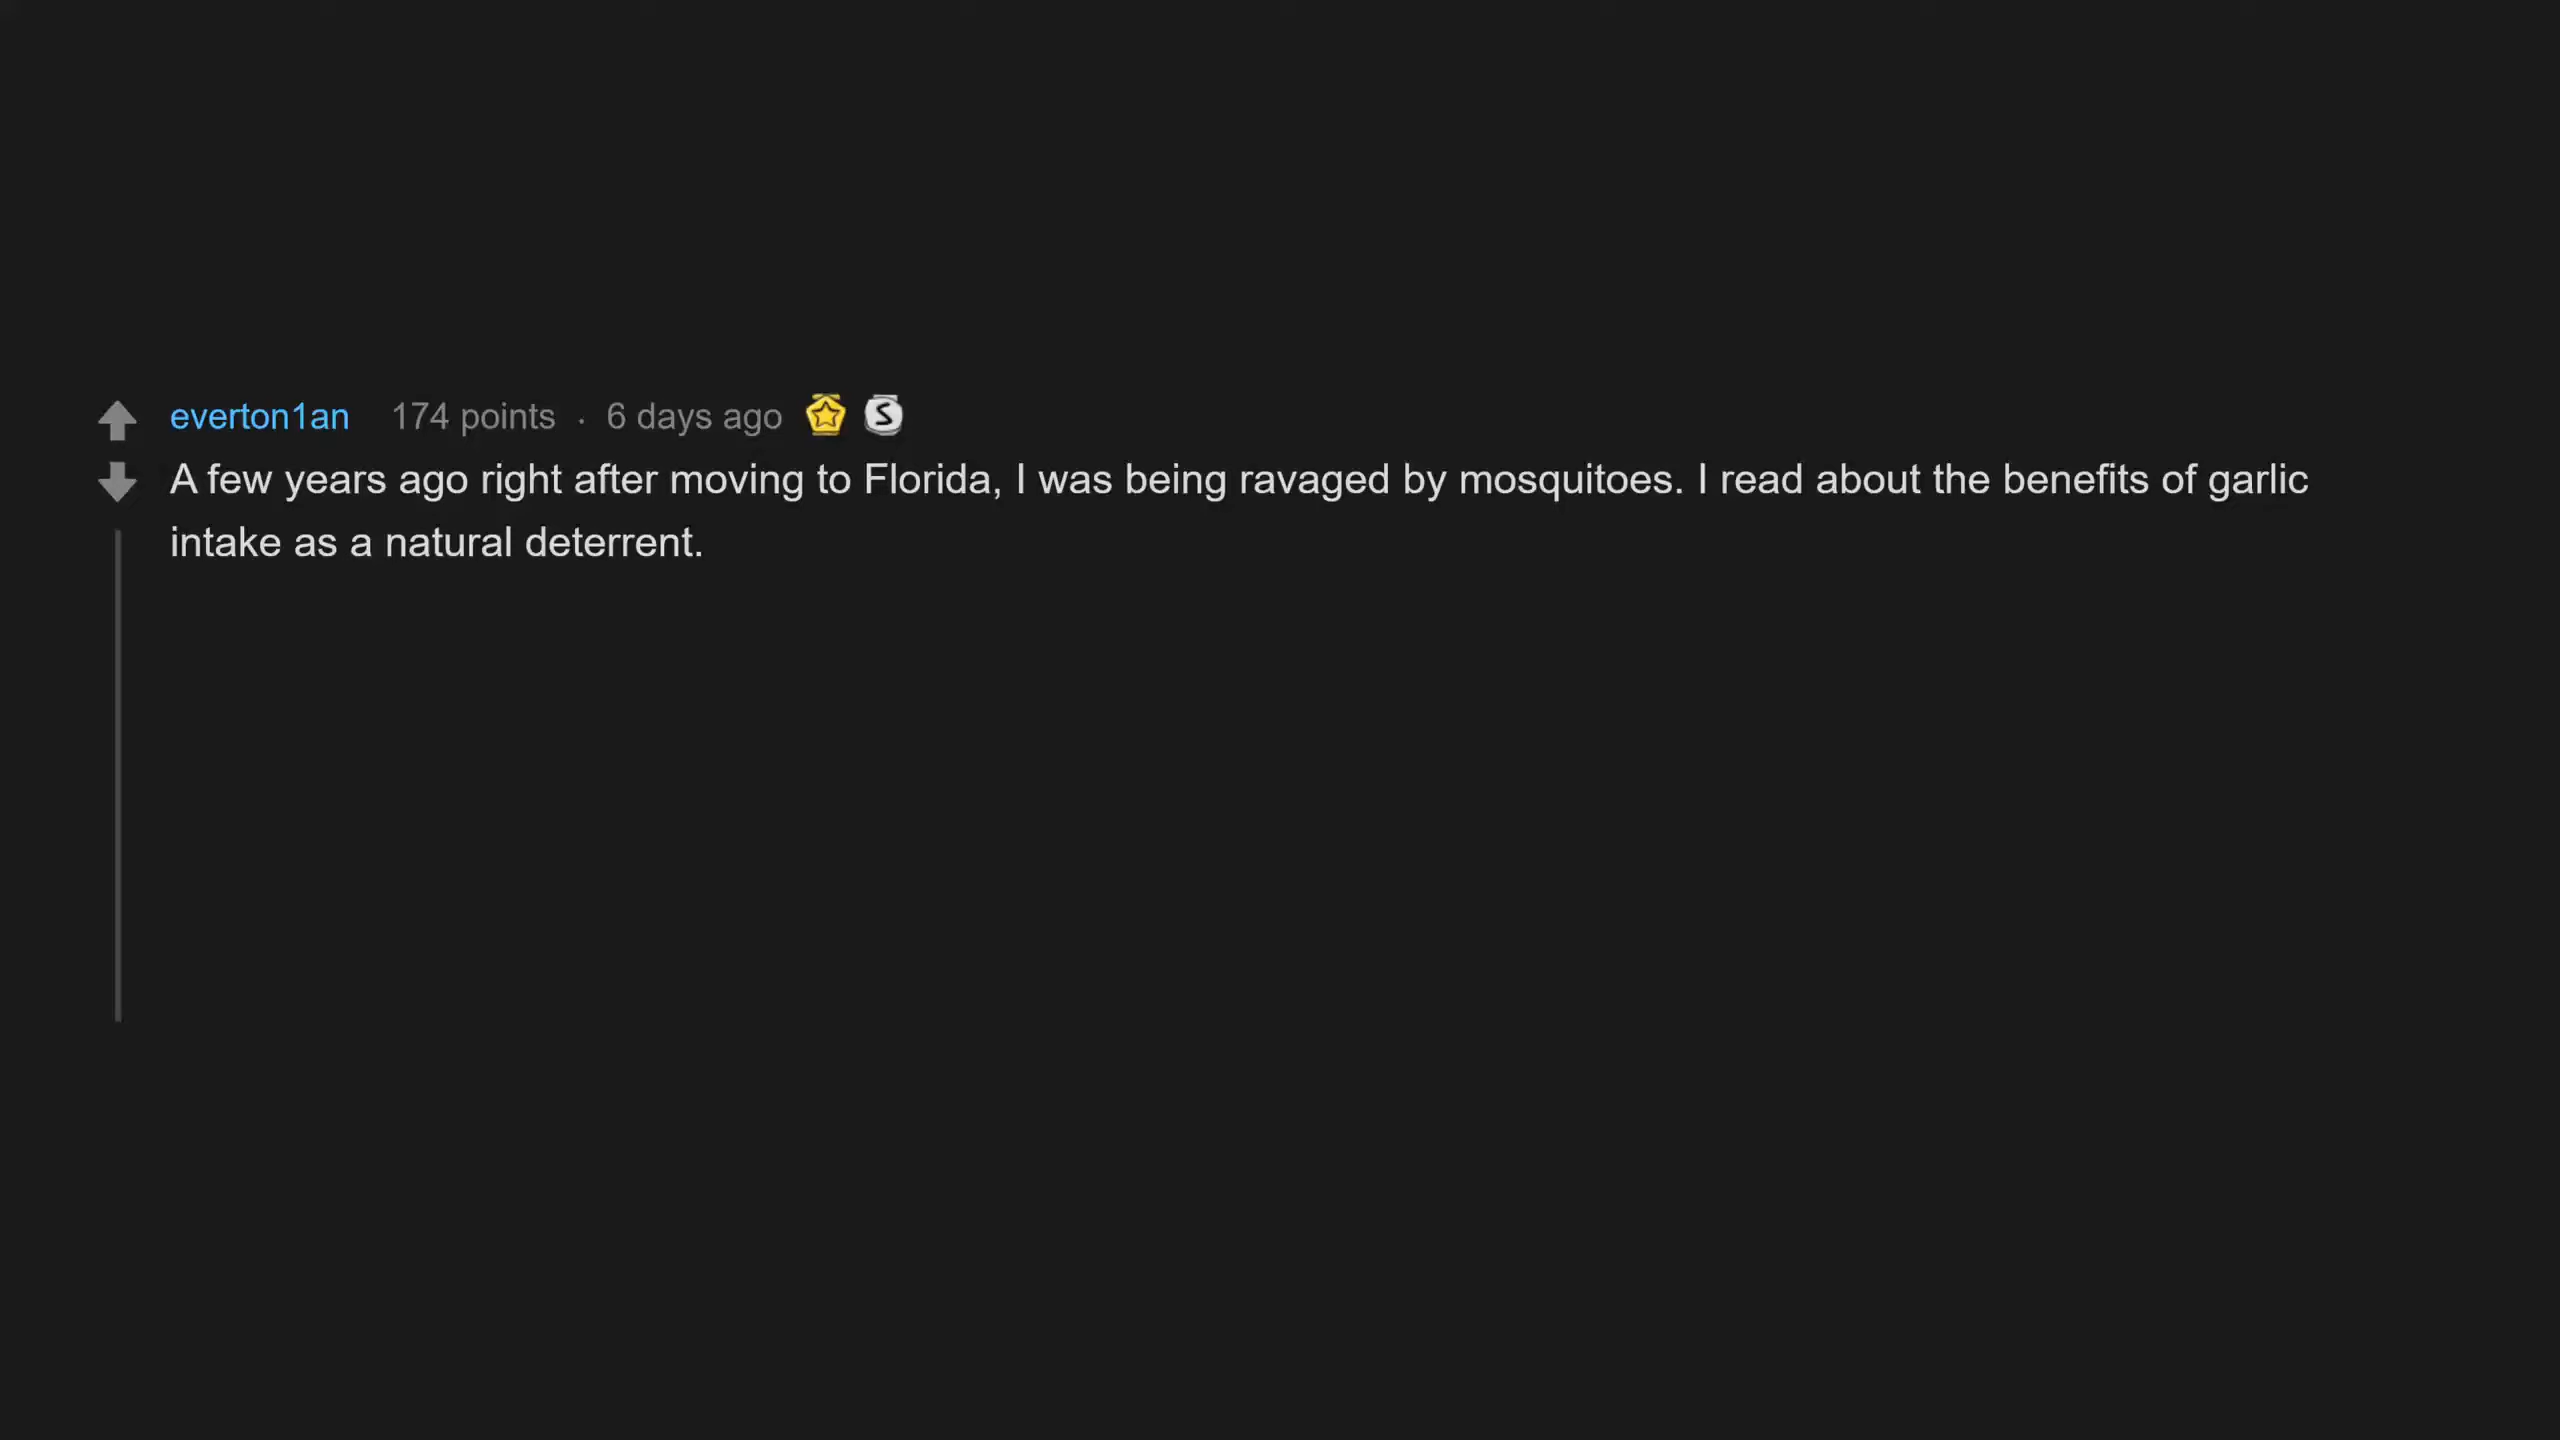 everton1an 174 points · 6 days ago
A few years ago right after moving to Florida, I was being ravaged by mosquitoes. I read about the benefits of garlic
intake as a natural deterrent.